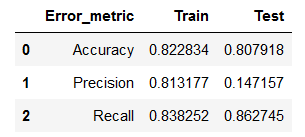 Error_metric Train Test
0 Accuracy 0.822834 0.807918
1 Precision 0.813177 0.147157
2 Recall 0.838252 0.862745